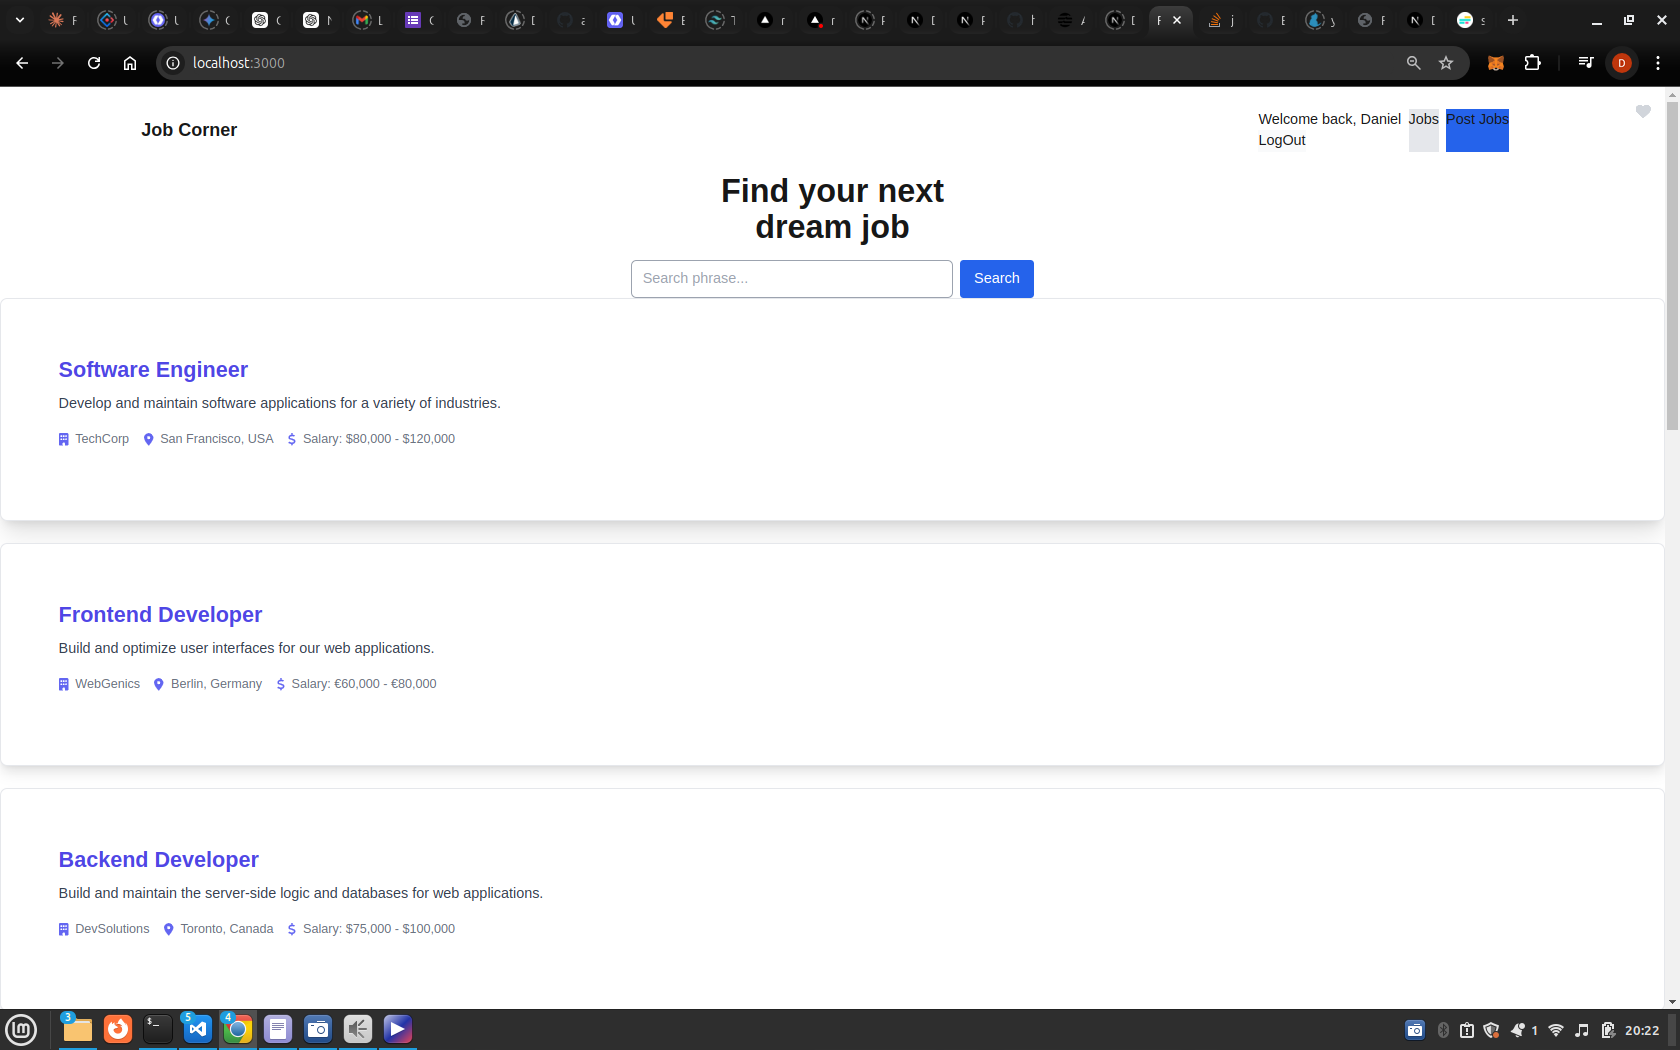 localhost:3000
D
Job Corner
Welcome back, Daniel
LogOut
Jobs
Post Jobs
Find your next
dream job
Search phrase...
Search
Software Engineer
Develop and maintain software applications for a variety of industries.
TechCorp San Francisco, USA Salary: $80,000 - $120,000
Frontend Developer
Build and optimize user interfaces for our web applications.
WebGenics Berlin, Germany Salary: €60,000 - €80,000
Backend Developer
Build and maintain the server-side logic and databases for web applications.
DevSolutions Toronto, Canada Salary: $75,000 - $100,000
3
5
4
1
20:22